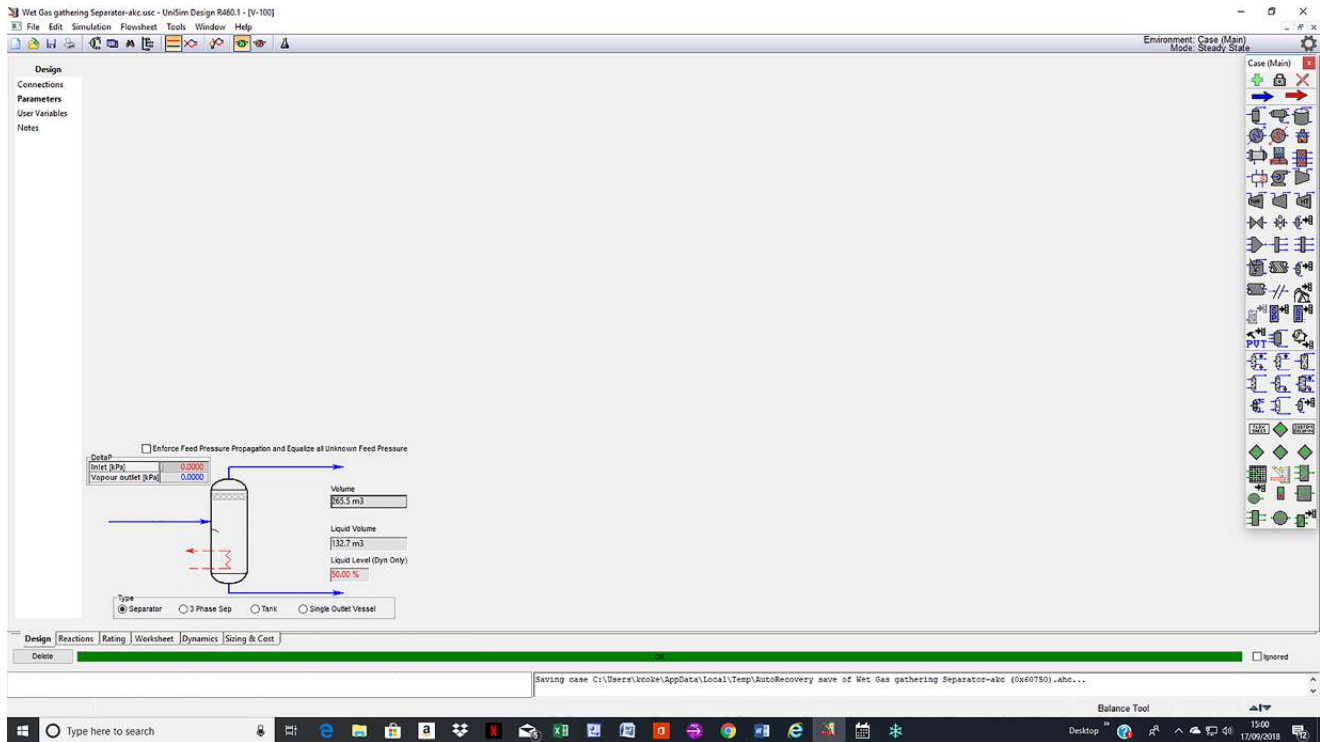 Wet Gas gathering Separator-akc.usc - UniSim Design R460.1 - [V-100]
File Edit Simulation Flowsheet Tools Window Help
Environment: Case (Main)
Mode: Steady State
Case (Main)
Design
Connections
Parameters
User Variables
Notes
PVT
Enforce Feed Pressure Propagation and Equalize all Unknown Feed Pressure
DeltaP
Inlet [kPa] 0.0000
Vapour outlet [kPa] 0.0000
Volume
265.5 m3
Liquid Volume
132.7 m3
Liquid Level (Dyn Only)
50.00 %
Type
Separator 3 Phase Sep Tank Single Outlet Vessel
Design Reactions Rating Worksheet Dynamics Sizing & Cost
Delete OK Ignored
Saving case C:\Users\kcoke\AppData\Local\Temp\AutoRecovery save of Wet Gas gathering Separator-akc (0x60750).ahc...
Balance Tool
Type here to search
Desktop
15:00
17/09/2018